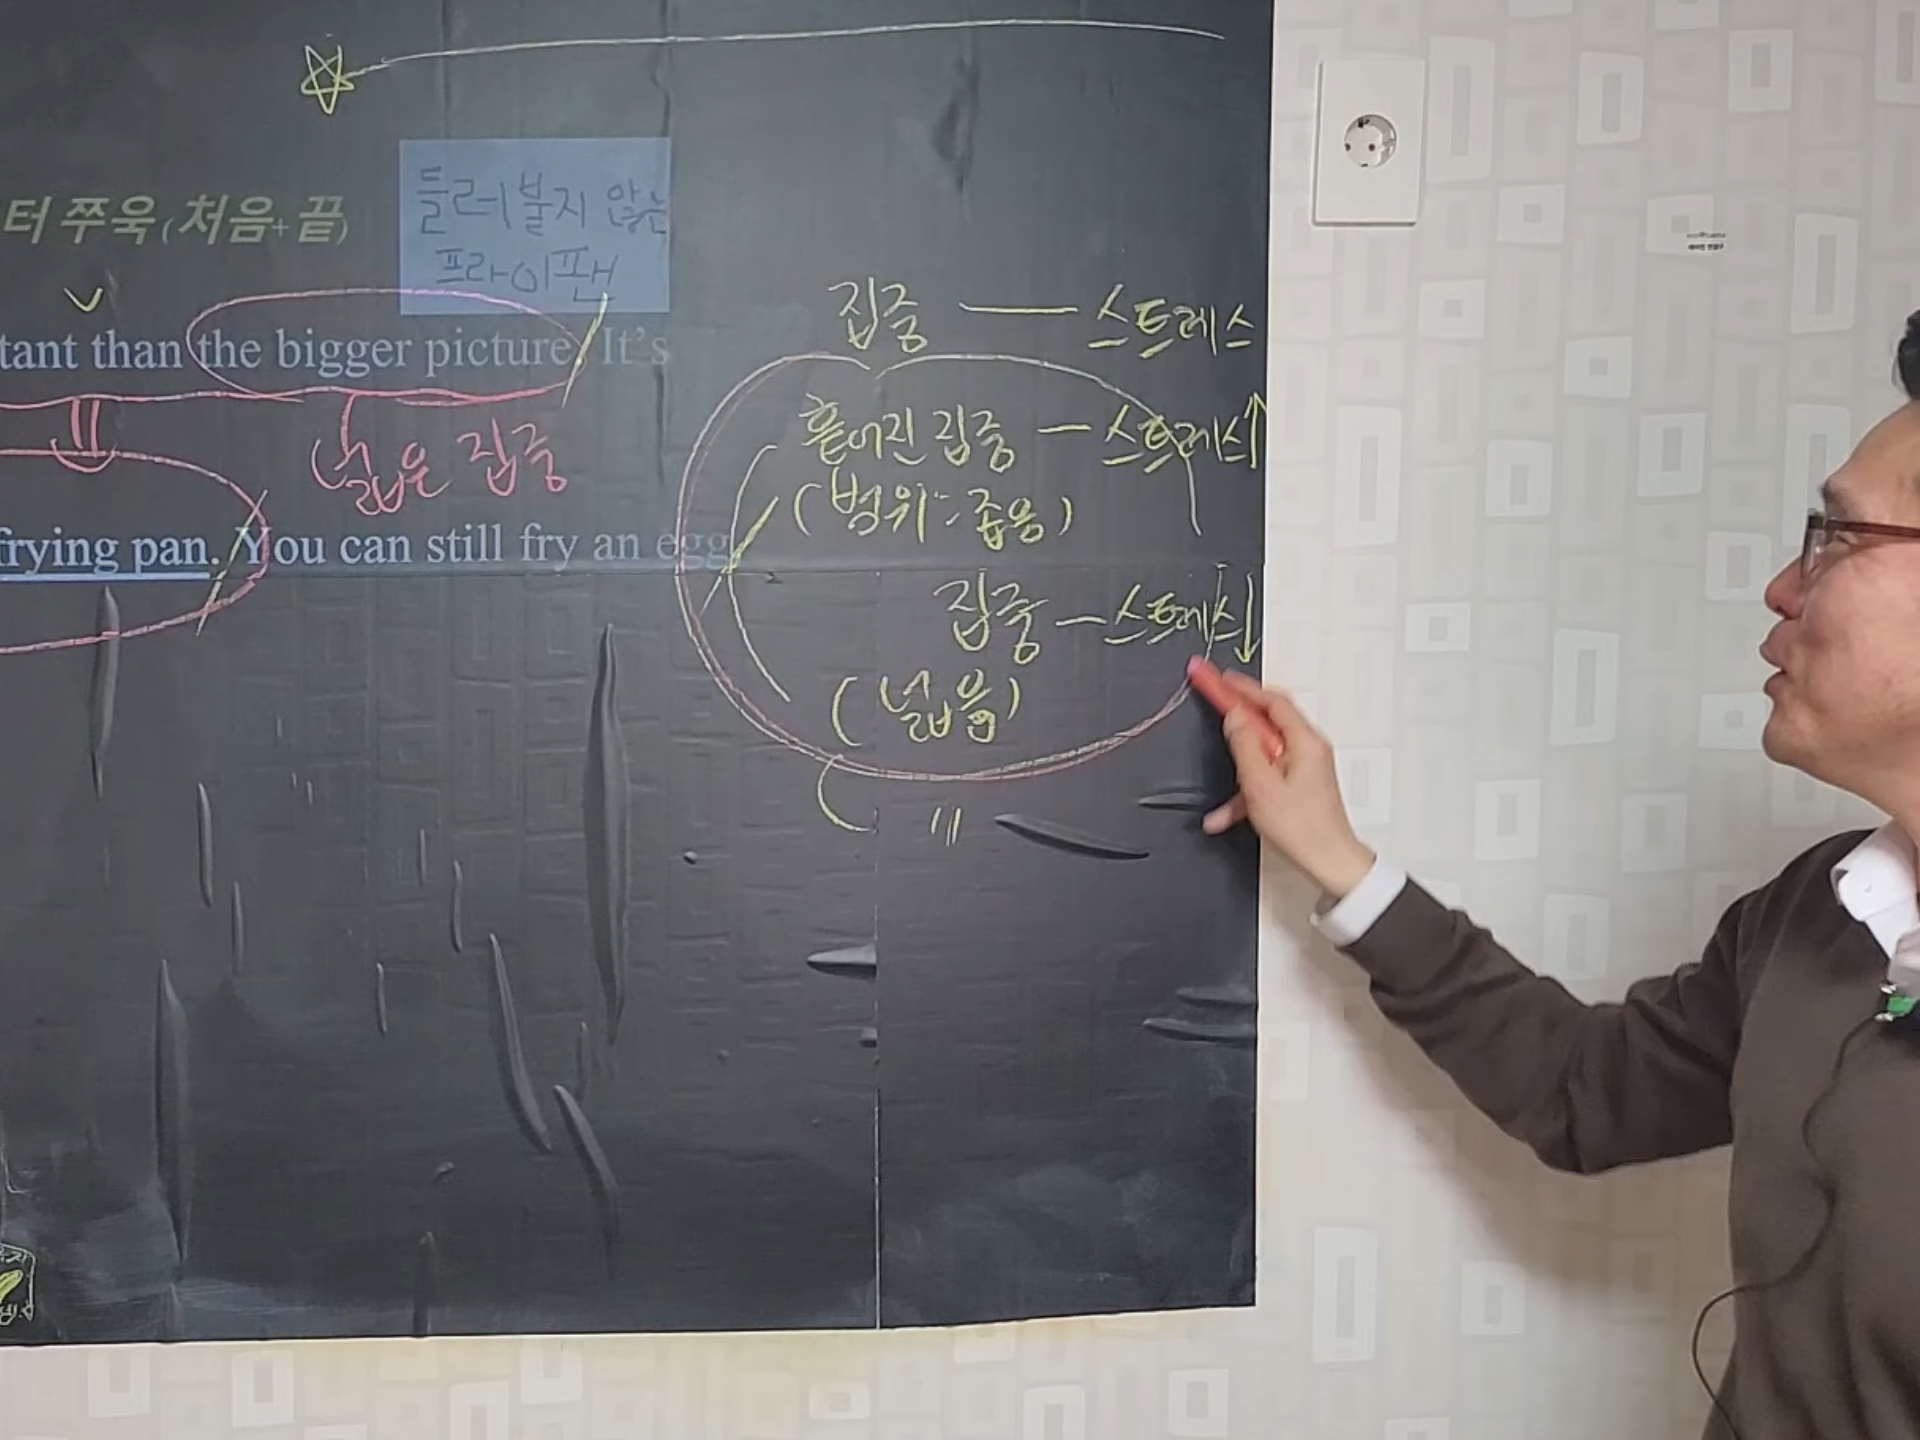 터 쭈욱 (처음+끝)
들러붙지 않는
프라이팬
tant than the bigger picture. It's
넓은 집중
frying pan. You can still fry an egg
집중 — 스트레스
흩어진 집중 — 스트레스↑
(범위: 좁음)
집중 — 스트레스↓
(넓음)